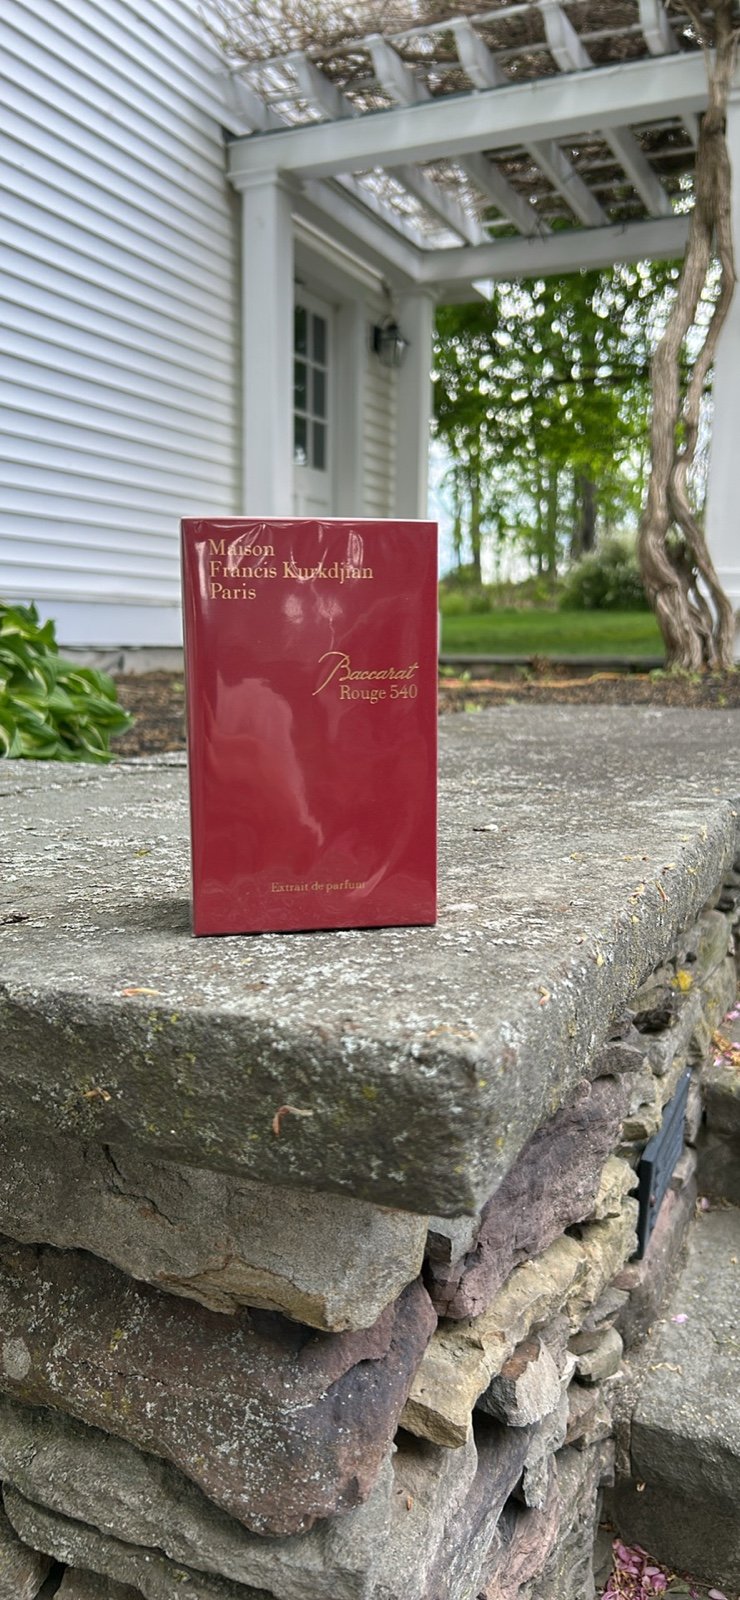 Maison
Francis Kurkdjian
Paris
Baccarat
Rouge 540
Extrait de parfum